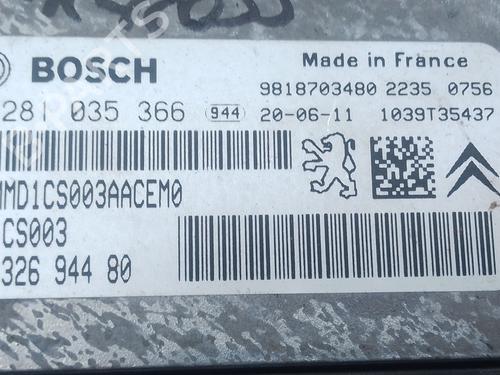 BOSCH
Made in France
9818703480 2235 0756
281 035 366 944 20-06-11 1039T35437
MD1CS003AACEM0
CS003
326 944 80